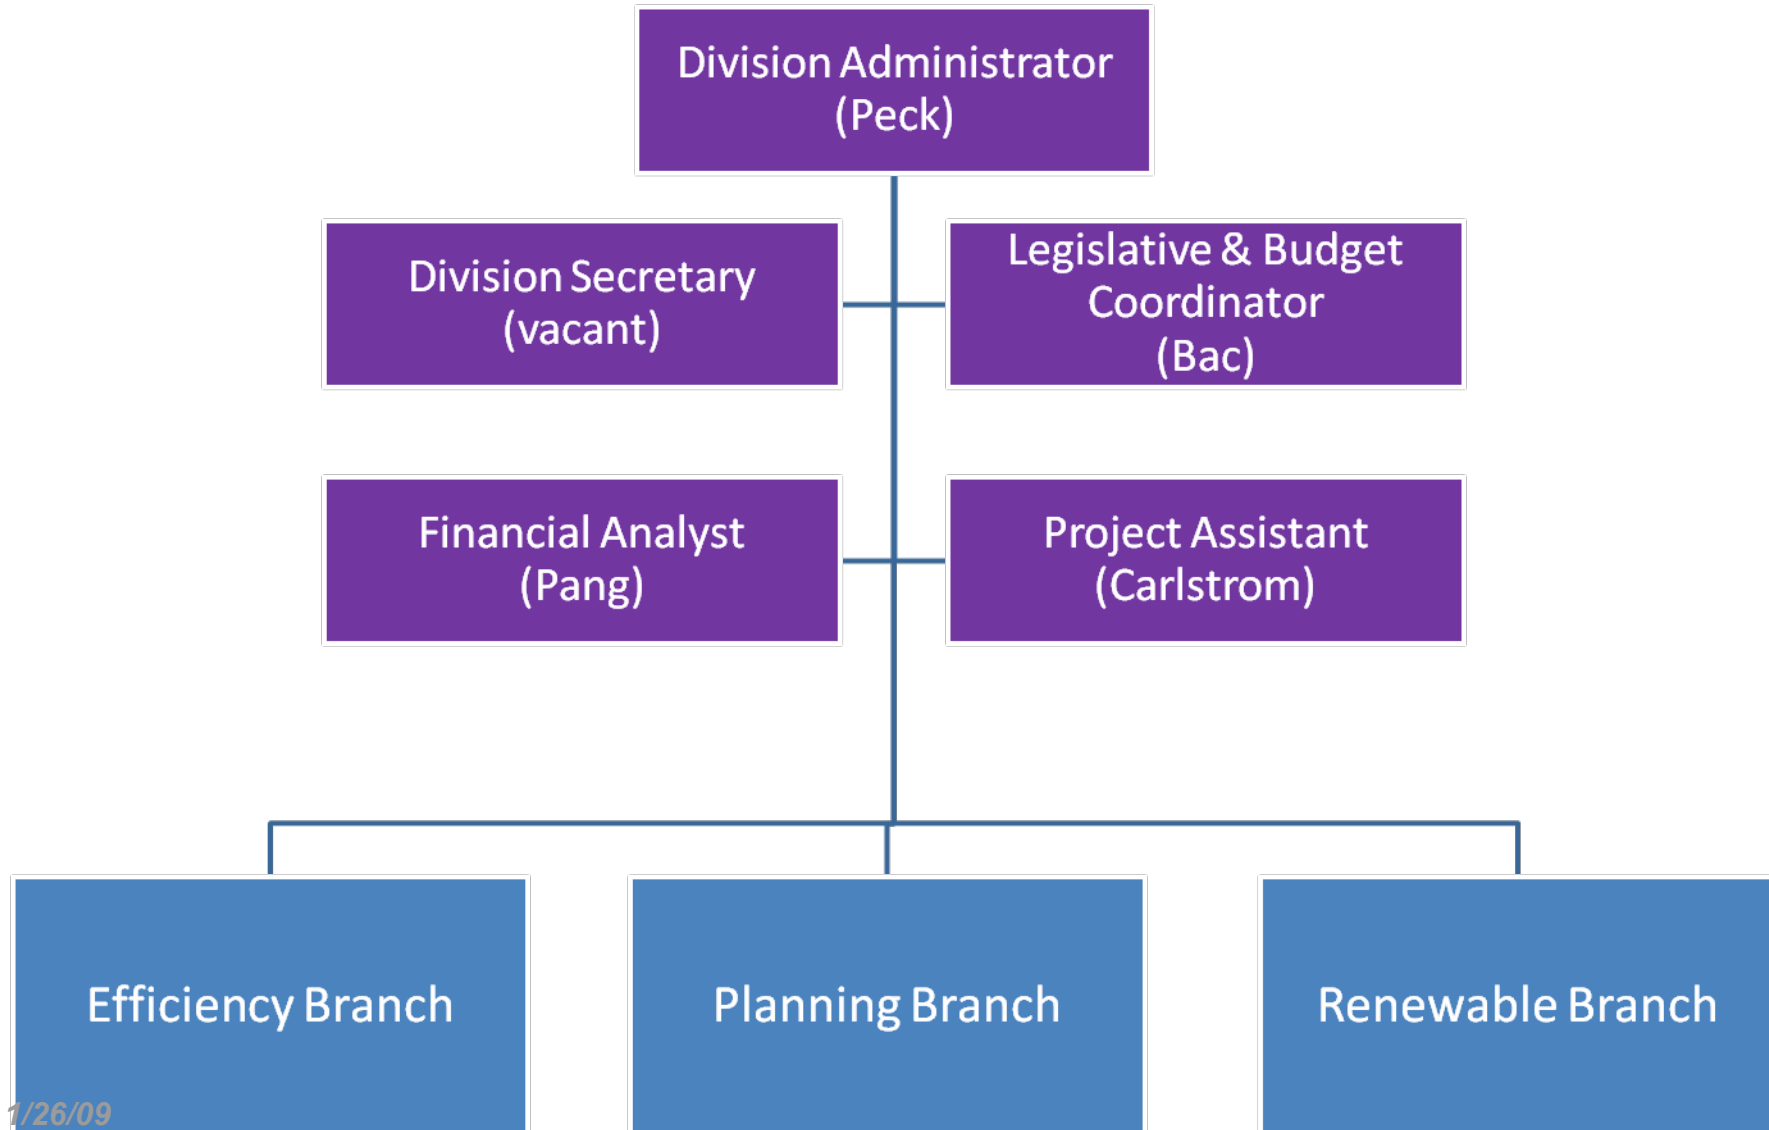 Division Administrator
(Peck)
Division Secretary
(vacant)
Legislative & Budget
Coordinator
(Bac)
Financial Analyst
(Pang)
Project Assistant
(Carlstrom)
Efficiency Branch
Planning Branch
Renewable Branch
1/26/09